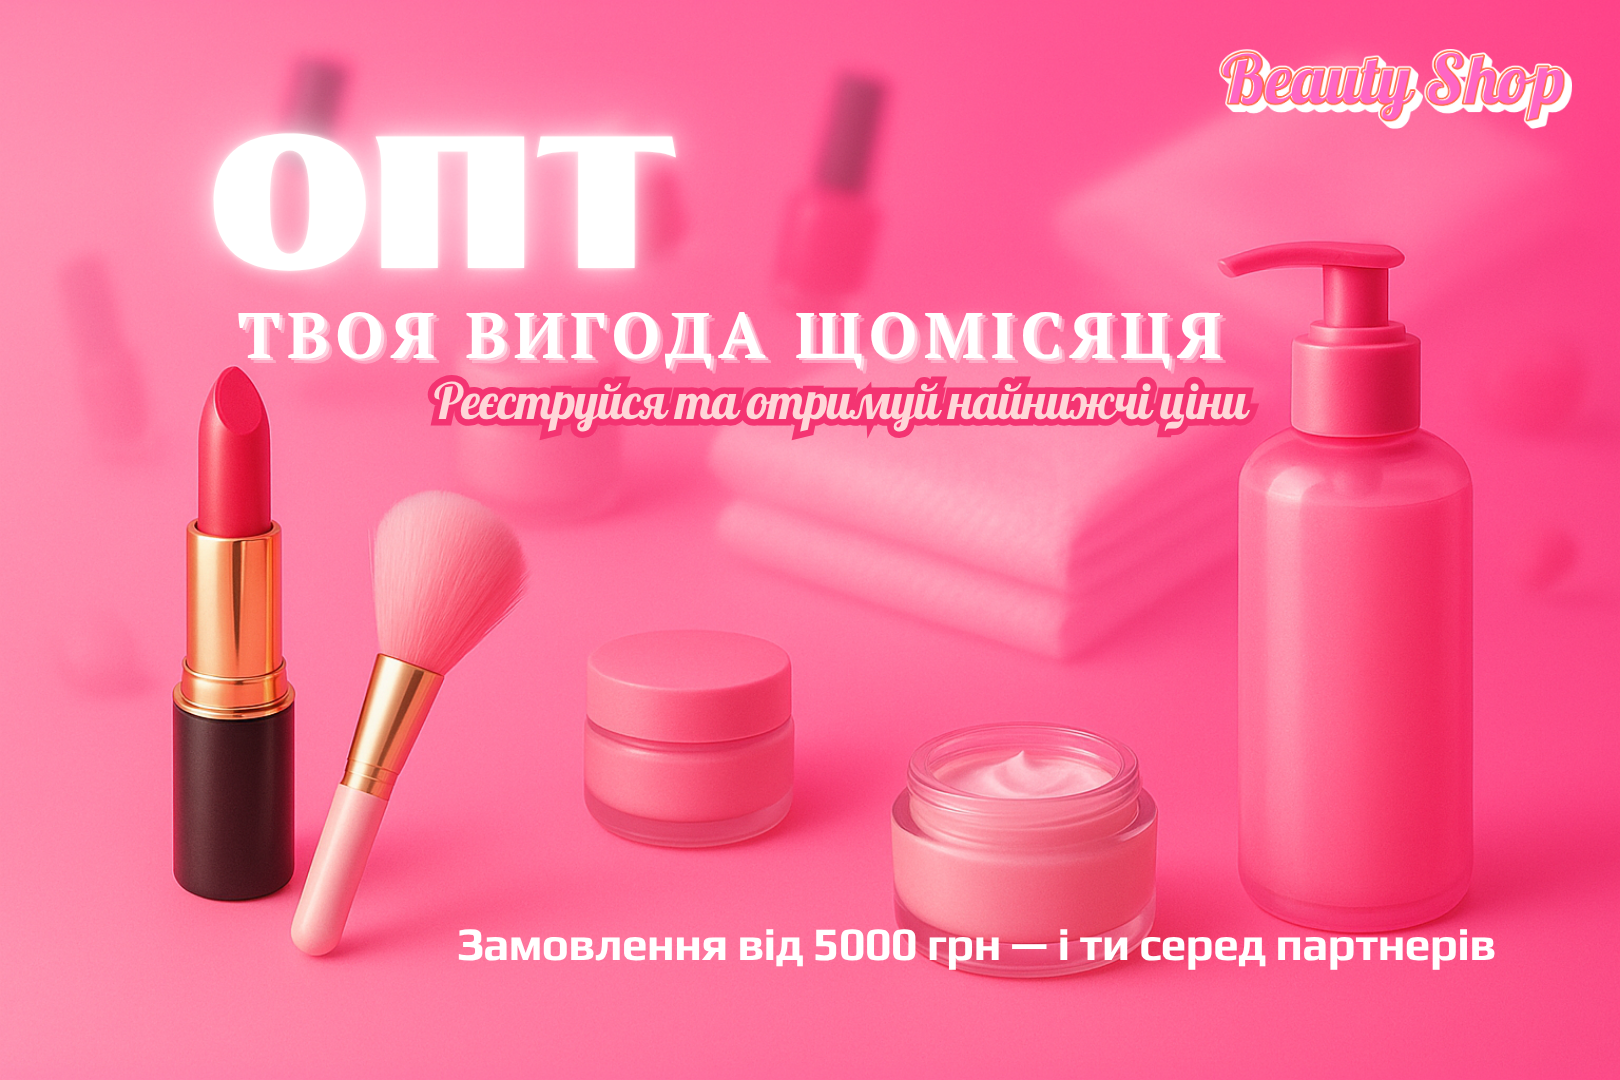 Beauty Shop
ОПТ
ТВОЯ ВИГОДА ЩОМІСЯЦЯ
Реєструйся та отримуй найнижчі ціни
Замовлення від 5000 грн — і ти серед партнерів